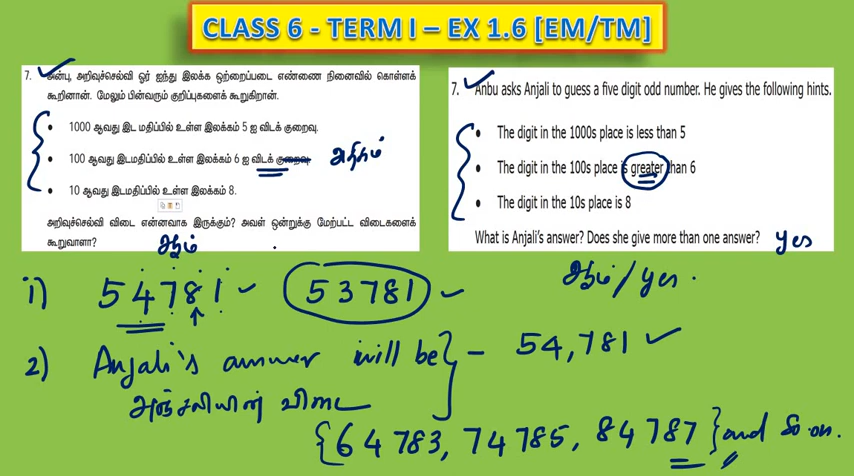 CLASS 6 - TERM I – EX 1.6 [EM/TM]
7. அன்பு, அறிவுச்செல்வி ஓர் ஐந்து இலக்க ஒற்றைப்படை எண்ணை நினைவில் கொள்ளக்
கூறினான். மேலும் பின்வரும் குறிப்புகளைக் கூறுகிறான்.
• 1000 ஆவது இட மதிப்பில் உள்ள இலக்கம் 5 ஐ விடக் குறைவு.
• 100 ஆவது இடமதிப்பில் உள்ள இலக்கம் 6 ஐ விடக் குறைவு அதிகம்
• 10 ஆவது இடமதிப்பில் உள்ள இலக்கம் 8.
அறிவுச்செல்வி விடை என்னவாக இருக்கும்? அவள் ஒன்றுக்கு மேற்பட்ட விடைகளைக்
கூறுவாளா? ஆம்
7. Anbu asks Anjali to guess a five digit odd number. He gives the following hints.
• The digit in the 1000s place is less than 5
• The digit in the 100s place is greater than 6
• The digit in the 10s place is 8
What is Anjali's answer? Does she give more than one answer? yes
i) 54781 53781 ஆம்/yes.
2) Anjali's answer will be } - 54,781
அஞ்சலியின் விடை
{64783, 74785, 84787} and so on.